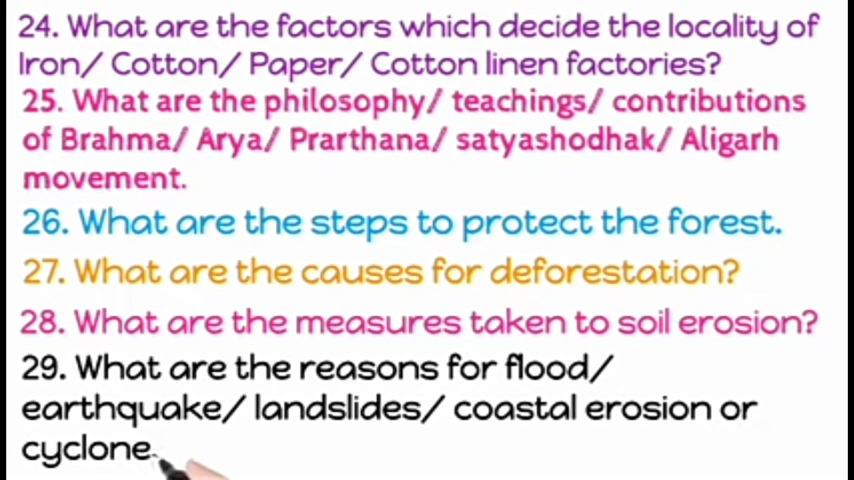 24. What are the factors which decide the locality of
Iron/ Cotton/ Paper/ Cotton linen factories?
25. What are the philosophy/ teachings/ contributions
of Brahma/ Arya/ Prarthana/ satyashodhak/ Aligarh
movement.
26. What are the steps to protect the forest.
27. What are the causes for deforestation?
28. What are the measures taken to soil erosion?
29. What are the reasons for flood/
earthquake/ landslides/ coastal erosion or
cyclone.